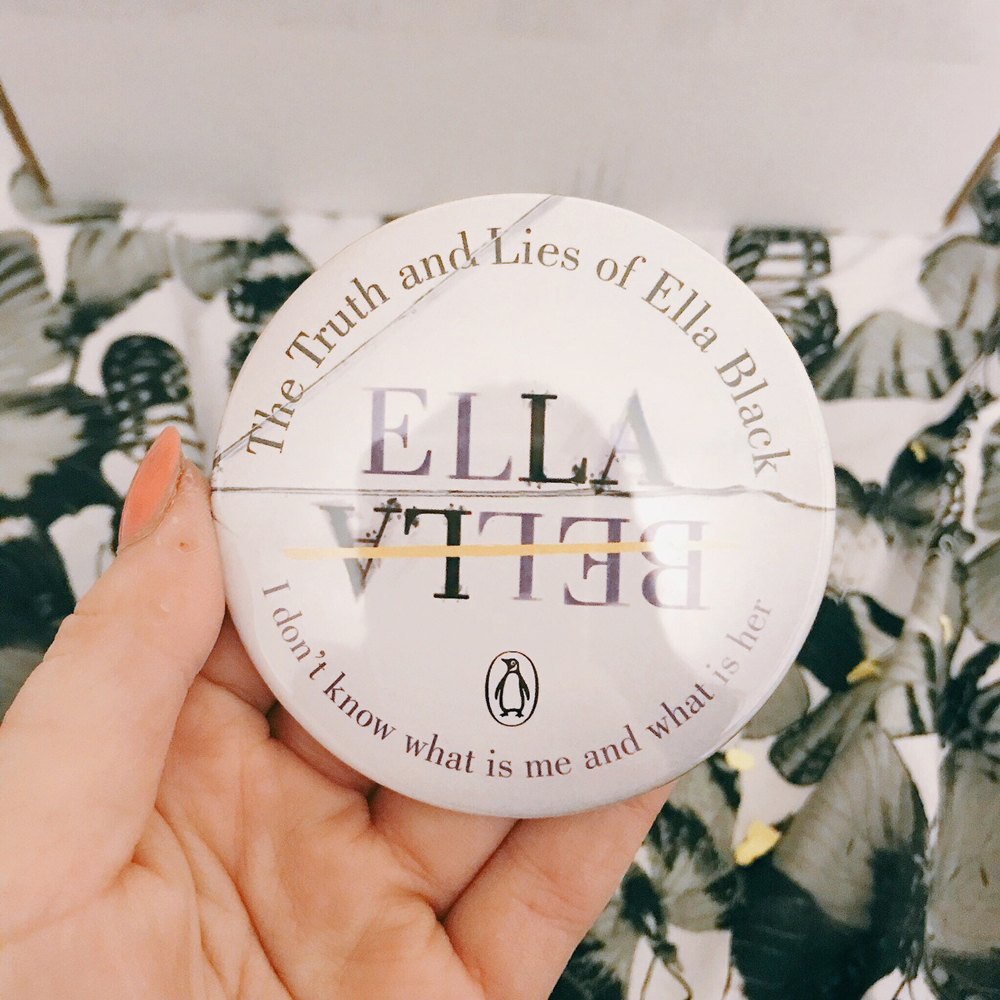 The Truth and Lies of Ella Black
ELLA
BELLA
I don't know what is me and what is her